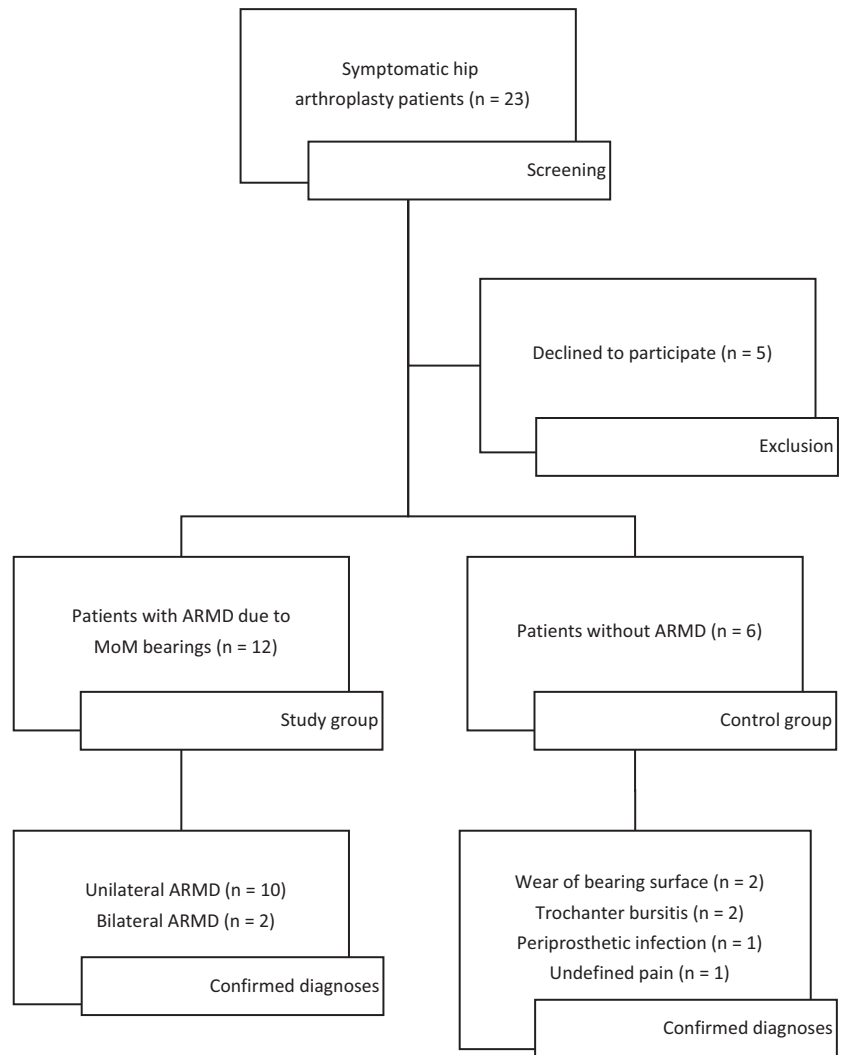 Symptomatic hip
arthroplasty patients (n = 23)
Screening
Declined to participate (n = 5)
Exclusion
Patients with ARMD due to
MoM bearings (n = 12)
Study group
Patients without ARMD (n = 6)
Control group
Unilateral ARMD (n = 10)
Bilateral ARMD (n = 2)
Confirmed diagnoses
Wear of bearing surface (n = 2)
Trochanter bursitis (n = 2)
Periprosthetic infection (n = 1)
Undefined pain (n = 1)
Confirmed diagnoses